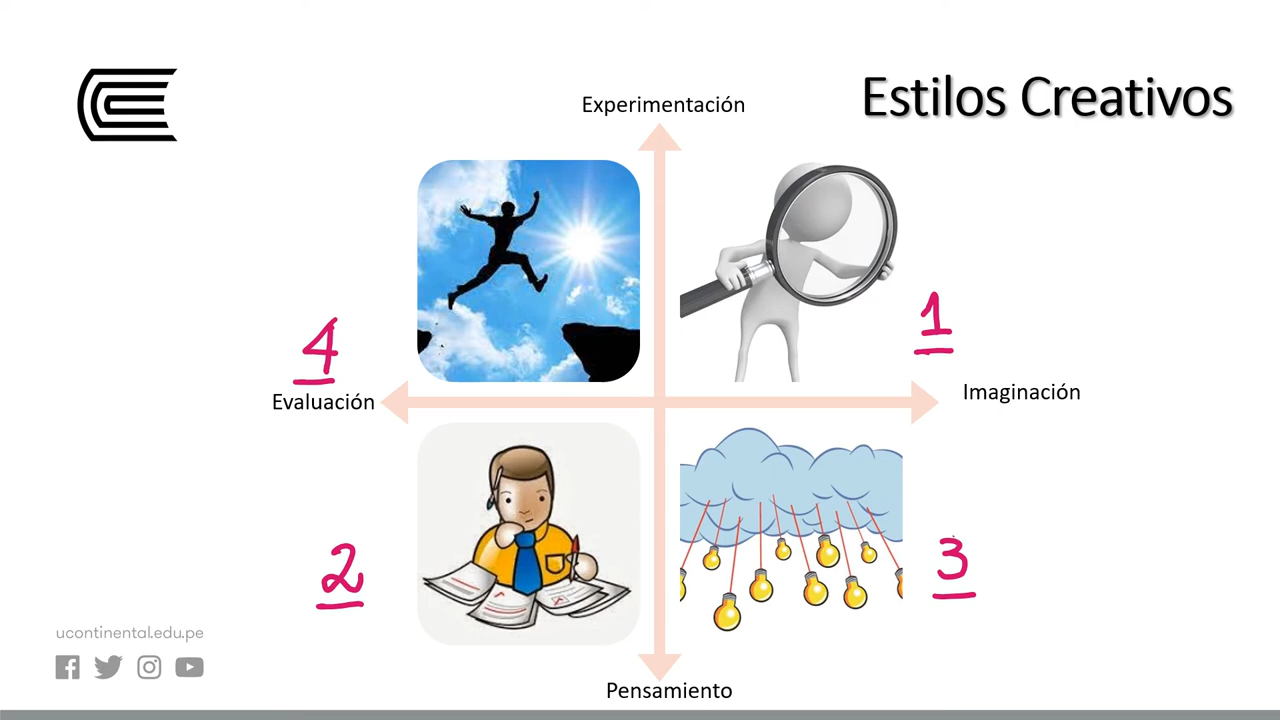 Estilos Creativos
Experimentación
1
4
Evaluación
Imaginación
2
3
ucontinental.edu.pe
Pensamiento